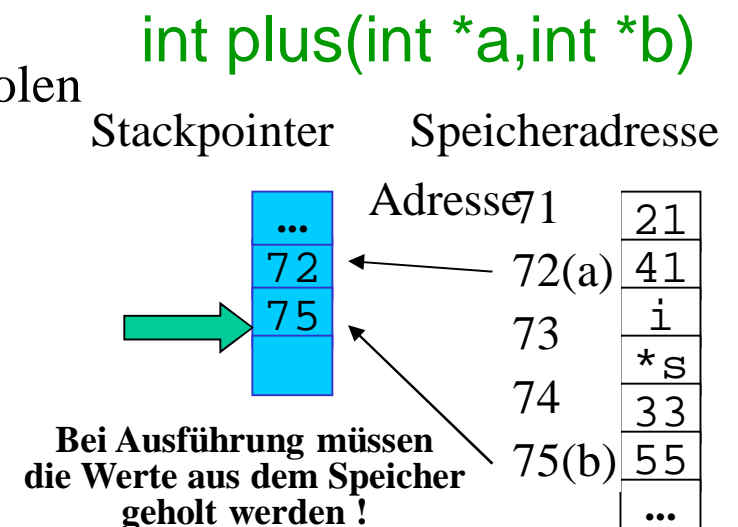 int plus(int *a,int *b)
olen
Stackpointer Speicheradresse
Adresse
...
72
75
71
72(a)
73
74
75(b)
21
41
i
*s
33
55
...
Bei Ausführung müssen
die Werte aus dem Speicher
geholt werden !